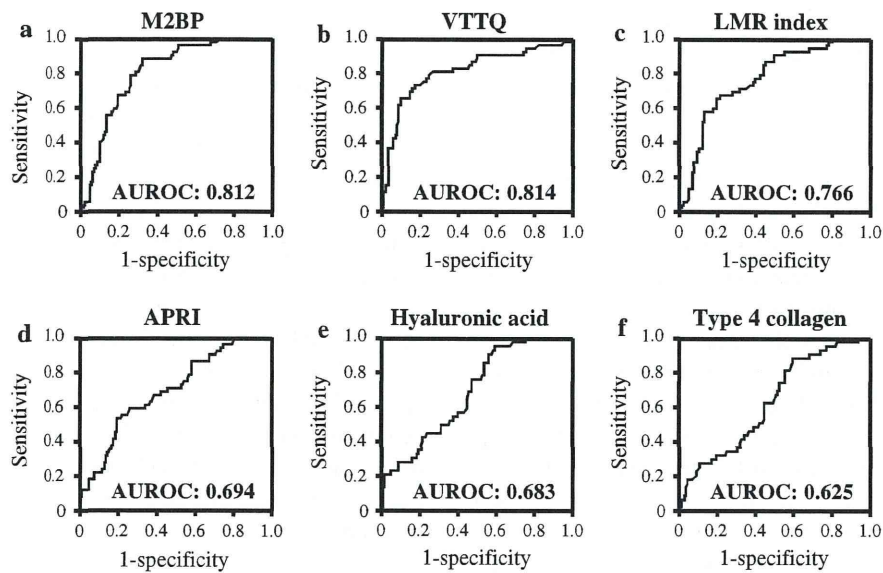 a M2BP
1.0
0.8
0.6
0.4
0.2
0
Sensitivity
AUROC: 0.812
0 0.2 0.4 0.6 0.8 1.0
1-specificity
b VTTQ
1.0
0.8
0.6
0.4
0.2
0
Sensitivity
AUROC: 0.814
0 0.2 0.4 0.6 0.8 1.0
1-specificity
c LMR index
1.0
0.8
0.6
0.4
0.2
0
Sensitivity
AUROC: 0.766
0 0.2 0.4 0.6 0.8 1.0
1-specificity
d APRI
1.0
0.8
0.6
0.4
0.2
0
Sensitivity
AUROC: 0.694
0 0.2 0.4 0.6 0.8 1.0
1-specificity
e Hyaluronic acid
1.0
0.8
0.6
0.4
0.2
0
Sensitivity
AUROC: 0.683
0 0.2 0.4 0.6 0.8 1.0
1-specificity
f Type 4 collagen
1.0
0.8
0.6
0.4
0.2
0
Sensitivity
AUROC: 0.625
0 0.2 0.4 0.6 0.8 1.0
1-specificity